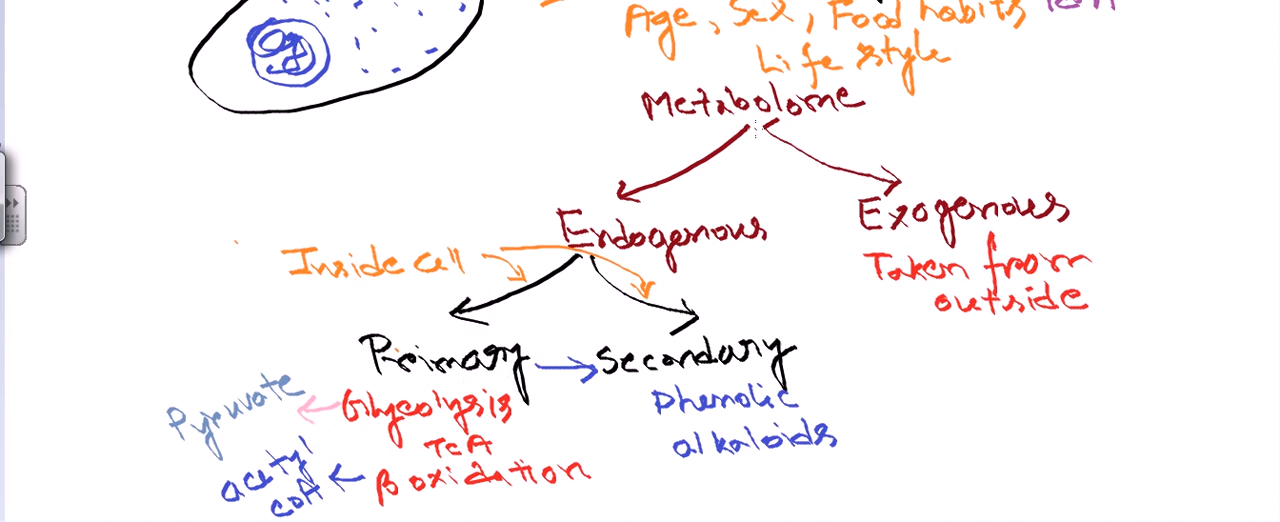 Age, Sex, Food habits
Life style
Metabolome
Endogenous
Exogenous
Inside cell
Taken from
outside
Primary
Secondary
Pyruvate
Glycolysis
Phenolic
TCA
alkaloids
acetyl
coA
β oxidation